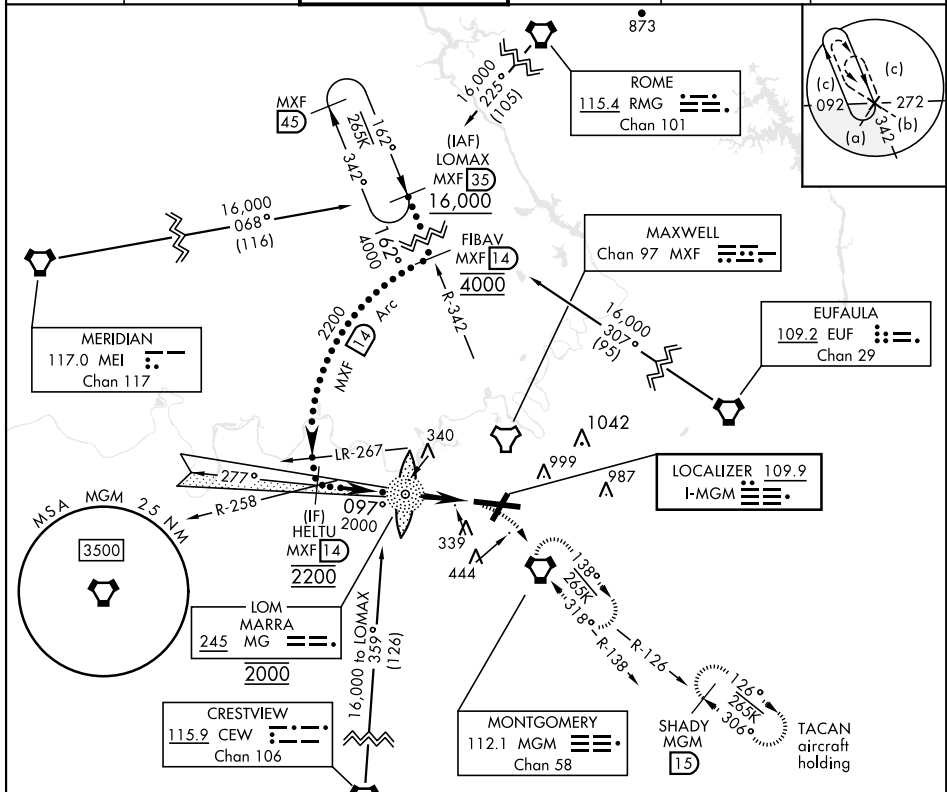 873
16,000
225°
(105)
ROME
115.4 RMG
Chan 101
(c)
(c)
092
272
(a)
(b)
342
MXF
45
162°
265K
342°
(IAF)
LOMAX
MXF 35
16,000
16,000
068°
(116)
162°
4000
FIBAV
MXF 14
4000
R-342
MAXWELL
Chan 97 MXF
EUFAULA
109.2 EUF
Chan 29
16,000
307°
(95)
MERIDIAN
117.0 MEI
Chan 117
2200
MXF 14 Arc
340
1042
999
987
LR-267
277°
R-258
LOCALIZER 109.9
I-MGM
MSA MGM 25 NM
3500
(IF)
HELTU
MXF 14
2200
097°
2000
339
444
LOM
MARRA
245 MG
2000
138°
265K
318°
R-138
R-126
126°
265K
306°
16,000 to LOMAX
359°
(126)
CRESTVIEW
115.9 CEW
Chan 106
MONTGOMERY
112.1 MGM
Chan 58
SHADY
MGM
15
TACAN
aircraft
holding